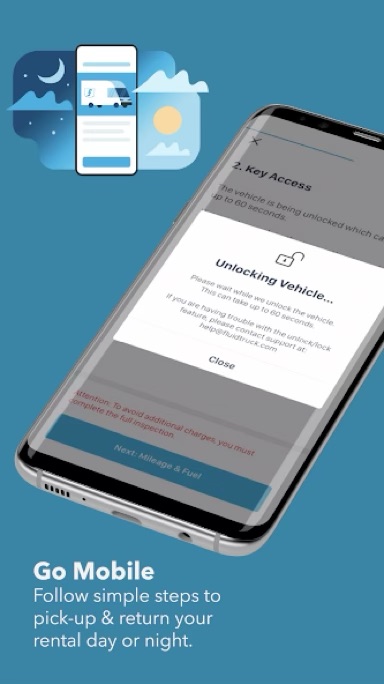 2. Key Access
The vehicle is being unlocked which ca
up to 60 seconds.
Unlocking Vehicle...
Please wait while we unlock the vehicle.
This can take up to 60 seconds.
If you are having trouble with the unlock/lock
feature, please contact support at:
help@fluidtruck.com
Close
Attention: To avoid additional charges, you must
complete the full inspection.
Next: Mileage & Fuel
Go Mobile
Follow simple steps to
pick-up & return your
rental day or night.